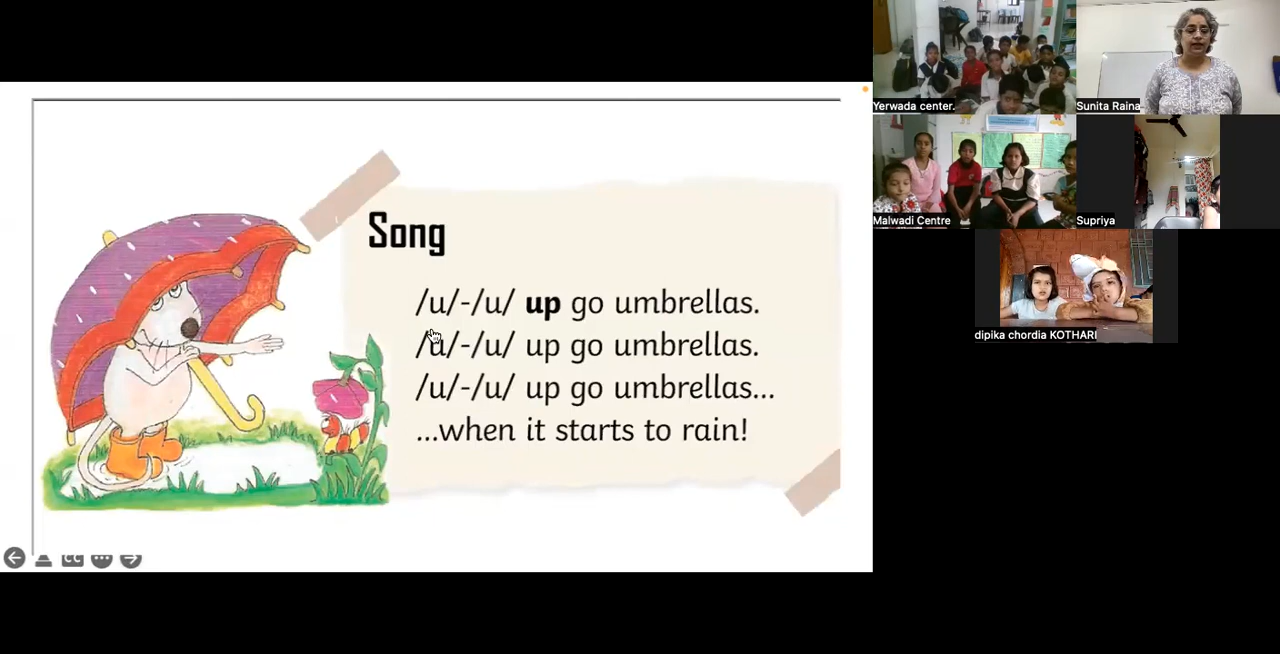 Song
/u/-/u/ up go umbrellas.
/u/-/u/ up go umbrellas.
/u/-/u/ up go umbrellas...
...when it starts to rain!
CC
Yerwada center.
Sunita Raina
Malwadi Centre
Supriya
dipika chordia KOTHARI